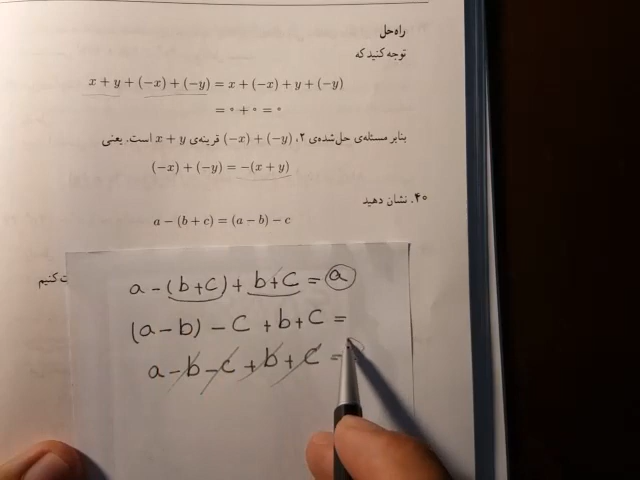 راه‌حل
توجه کنید که
x + y + (−x) + (−y) = x + (−x) + y + (−y)
= ۰ + ۰ = ۰
بنابر مسئله‌ی حل‌شده‌ی ۲، (−x) + (−y) قرینه‌ی x + y است. یعنی
(−x) + (−y) = −(x + y)
۴۰. نشان دهید
a − (b + c) = (a − b) − c
ت کنیم
a − (b+c) + b+c = a
(a−b) − c + b+c =
a − b − c + b + c =